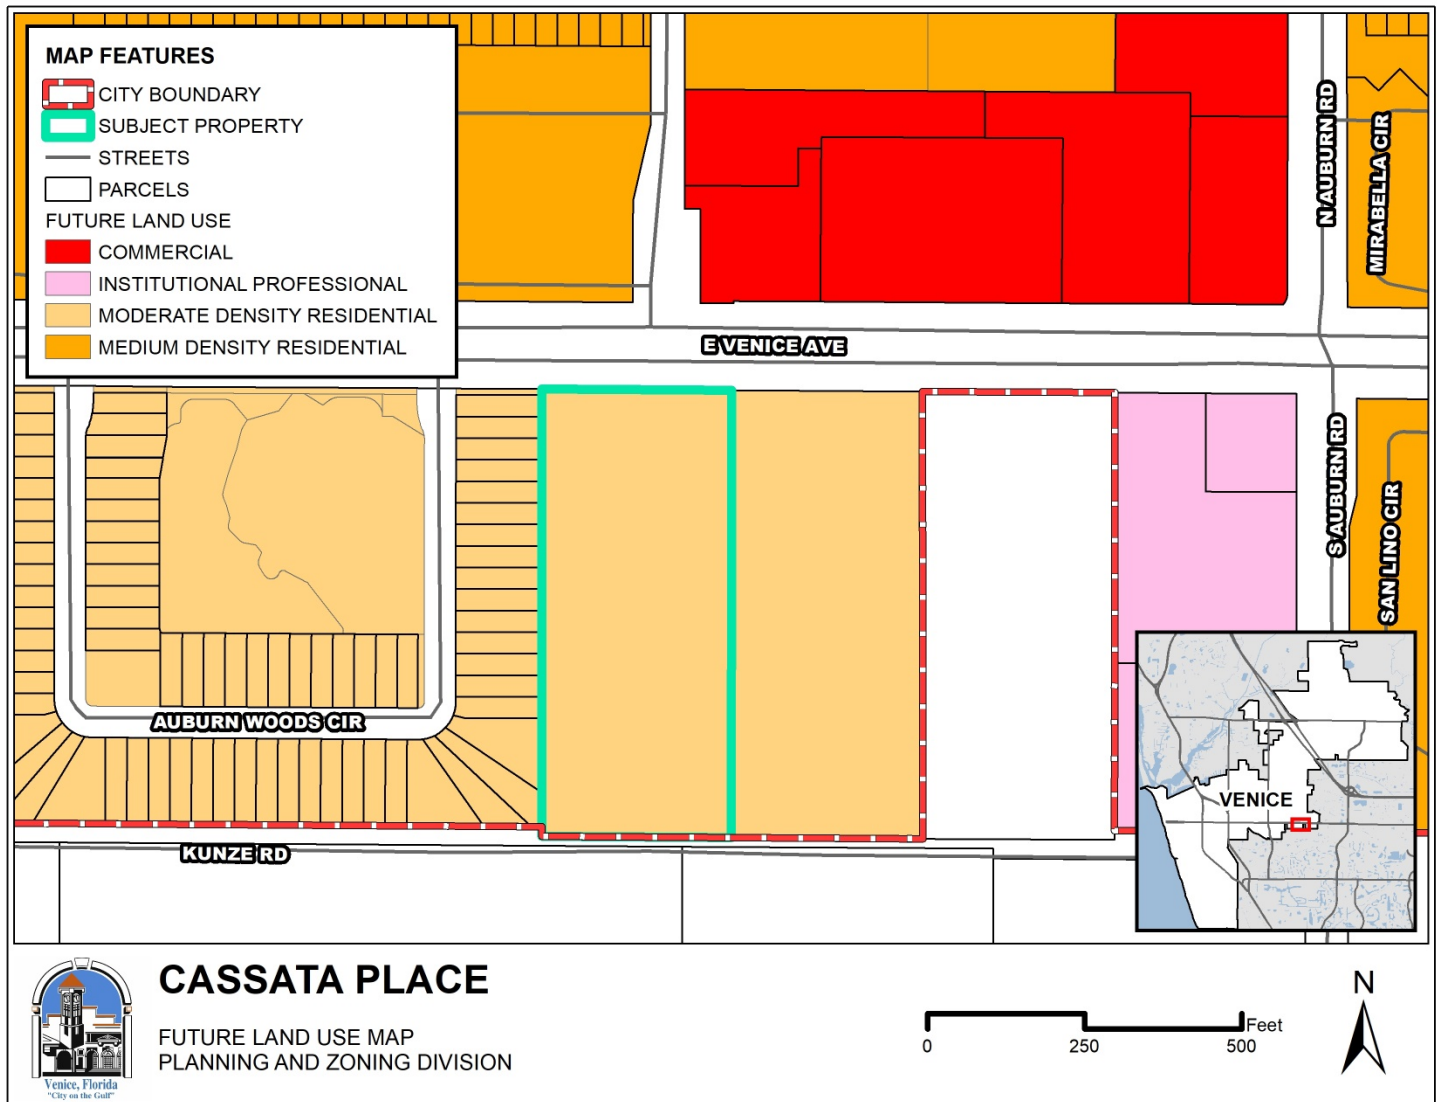 MAP FEATURES
CITY BOUNDARY
SUBJECT PROPERTY
STREETS
PARCELS
FUTURE LAND USE
COMMERCIAL
INSTITUTIONAL PROFESSIONAL
MODERATE DENSITY RESIDENTIAL
MEDIUM DENSITY RESIDENTIAL
N AUBURN RD
MIRABELLA CIR
E VENICE AVE
S AUBURN RD
SAN LINO CIR
AUBURN WOODS CIR
KUNZE RD
VENICE
CASSATA PLACE
FUTURE LAND USE MAP
PLANNING AND ZONING DIVISION
Venice, Florida
"City on the Gulf"
Feet
0 250 500
N